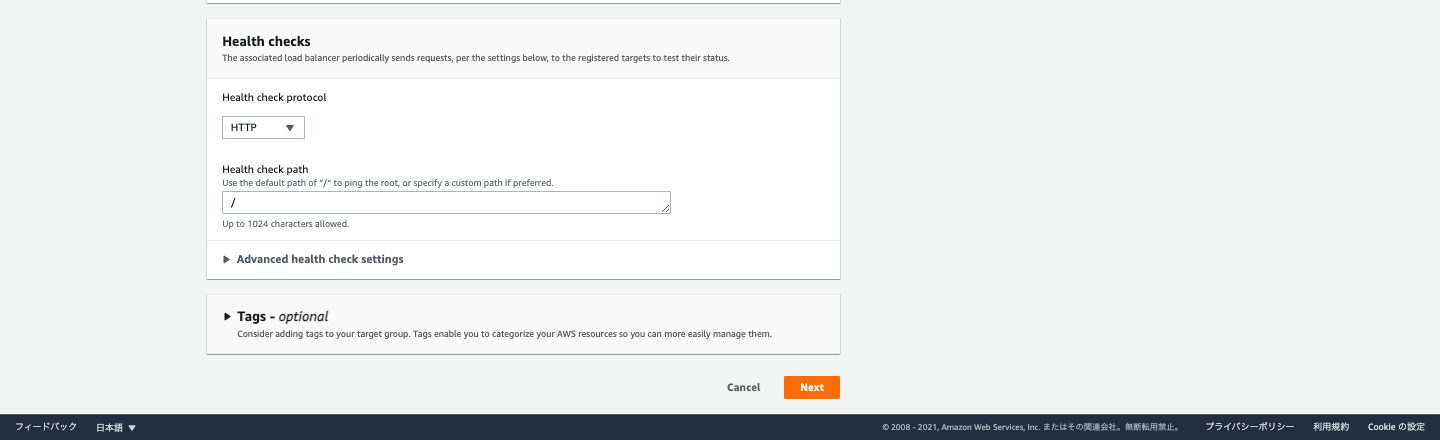 Health checks
The associated load balancer periodically sends requests, per the settings below, to the registered targets to test their status.
Health check protocol
HTTP
Health check path
Use the default path of "/" to ping the root, or specify a custom path if preferred.
/
Up to 1024 characters allowed.
Advanced health check settings
Tags - optional
Consider adding tags to your target group. Tags enable you to categorize your AWS resources so you can more easily manage them.
Cancel
Next
フィードバック 日本語 © 2008 - 2021, Amazon Web Services, Inc. またはその関連会社。無断転用禁止。 プライバシーポリシー 利用規約 Cookie の設定